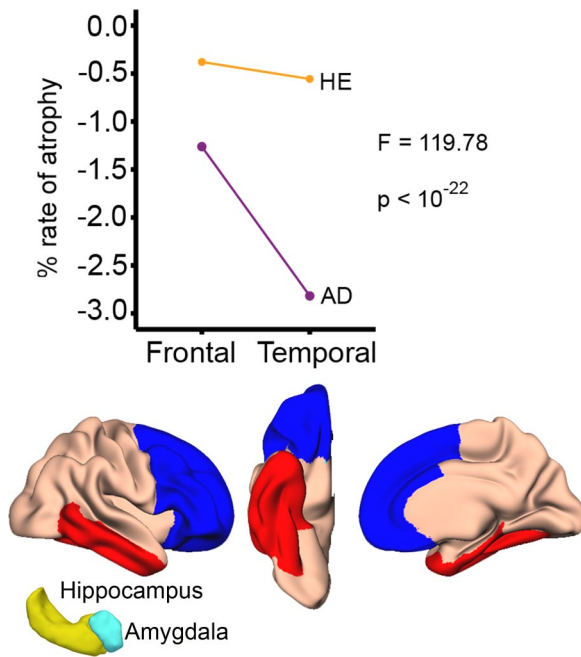 0.0
-0.5
-1.0
-1.5
-2.0
-2.5
-3.0
% rate of atrophy
HE
AD
F = 119.78
p < 10⁻²²
Frontal Temporal
Hippocampus
Amygdala